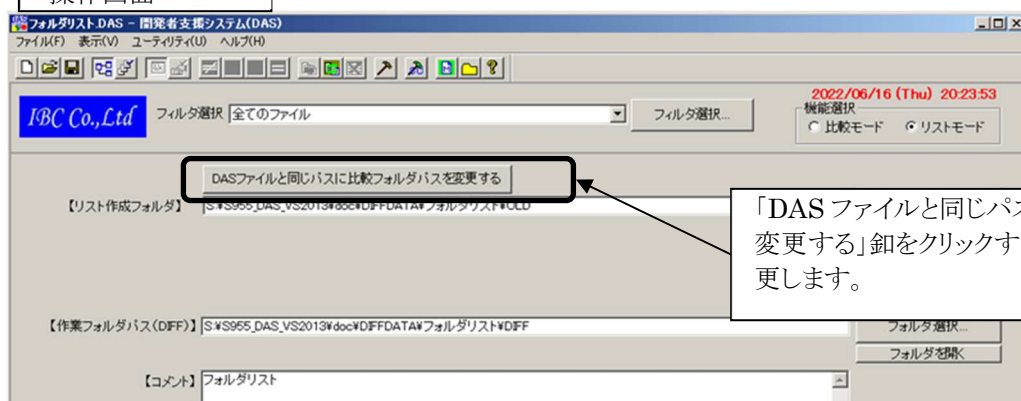 操作画面
フォルダリスト.DAS - 開発者支援システム(DAS)
ファイル(F) 表示(V) ユーティリティ(U) ヘルプ(H)
IBC Co.,Ltd
フィルタ選択 全てのファイル
フィルタ選択...
2022/06/16 (Thu) 20:23:53
機能選択
比較モード リストモード
DASファイルと同じパスに比較フォルダパスを変更する
【リスト作成フォルダ】 S:¥S955_DAS_VS2013¥doc¥DIFFDATA¥フォルダリスト¥OLD
「DAS ファイルと同じパス
変更する」釦をクリックす
更します。
【作業フォルダパス(DIFF)】 S:¥S955_DAS_VS2013¥doc¥DIFFDATA¥フォルダリスト¥DIFF
フォルダ選択...
フォルダを開く
【コメント】 フォルダリスト